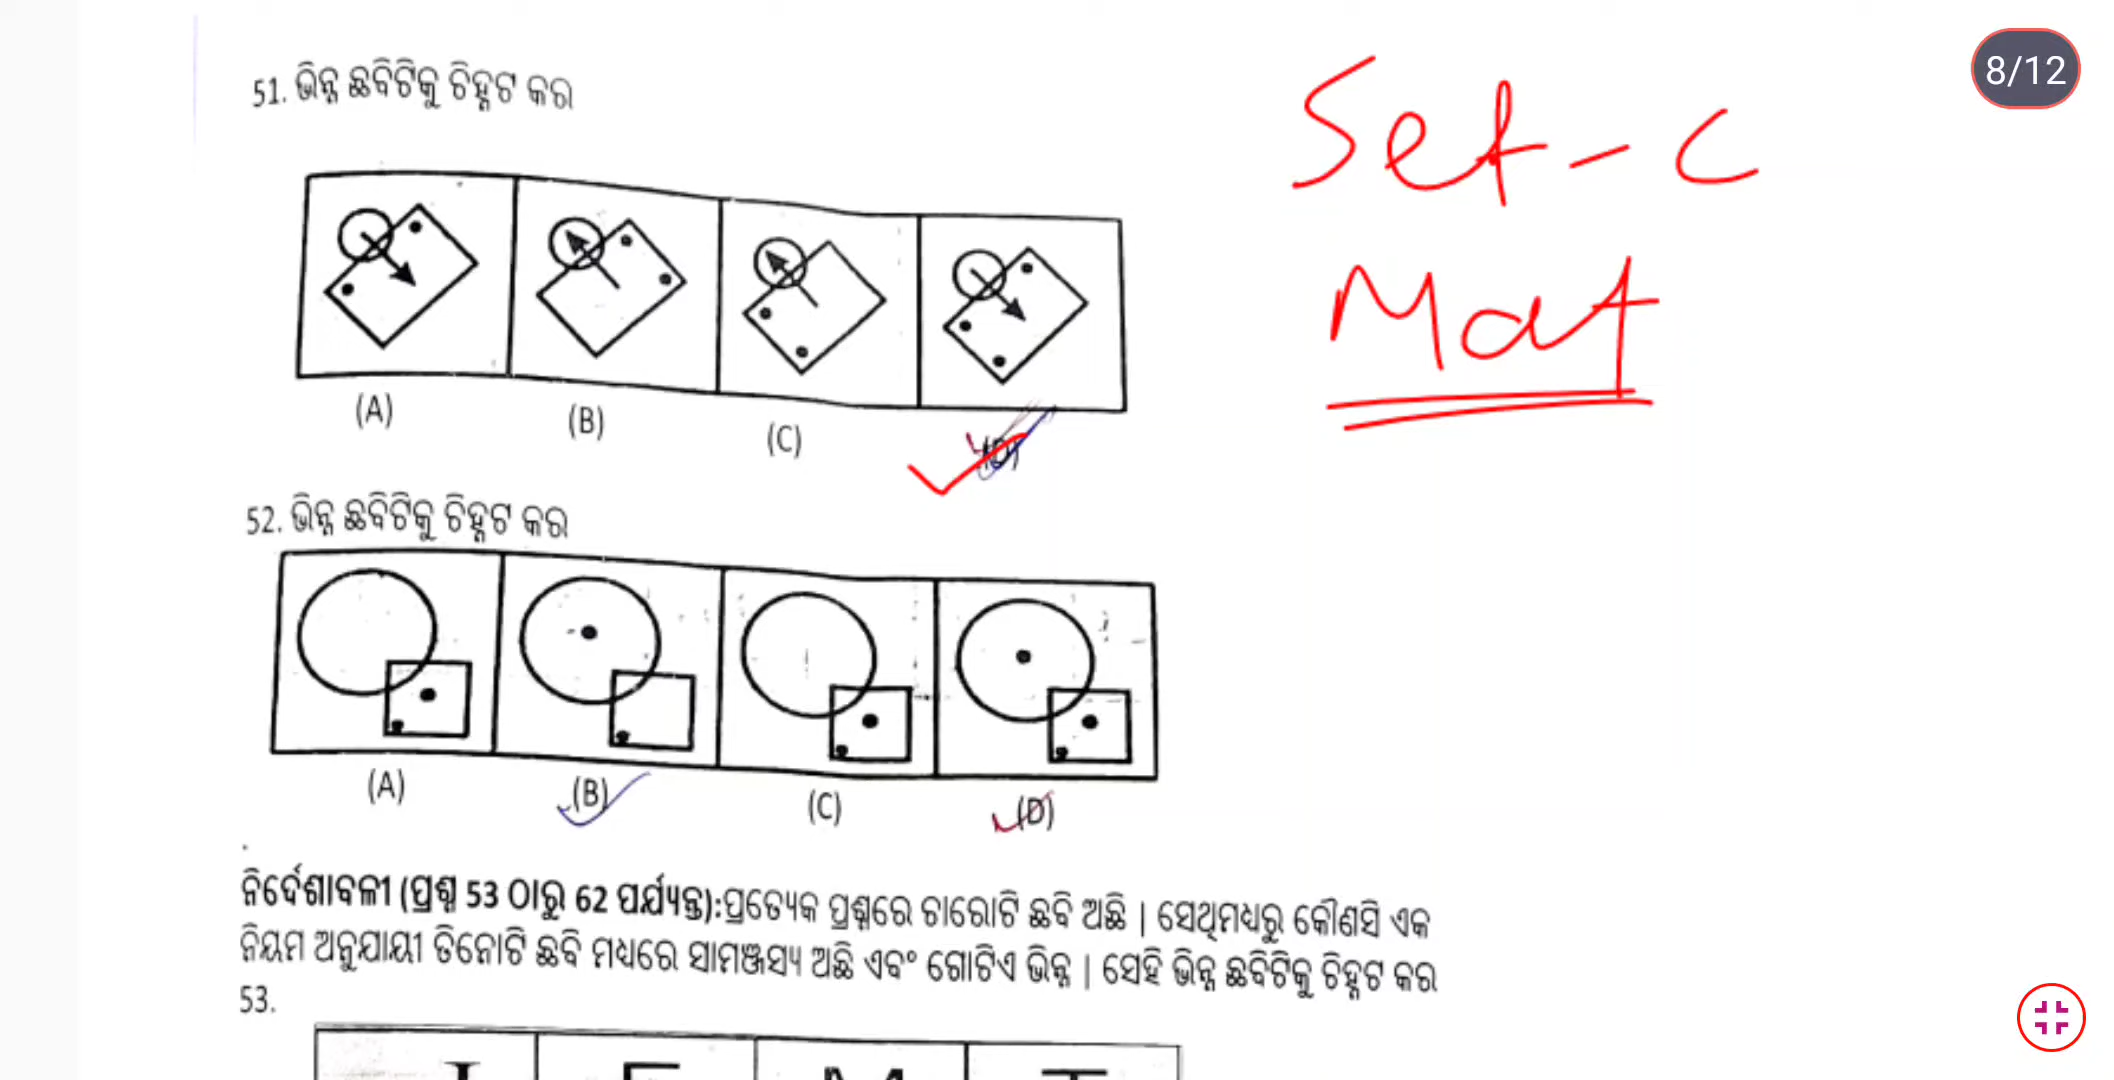 8/12
51. ଭିନ୍ନ ଛବିଟିକୁ ଚିହ୍ନଟ କର
Set - C
Mat
(A) (B) (C) (D)
52. ଭିନ୍ନ ଛବିଟିକୁ ଚିହ୍ନଟ କର
(A) (B) (C) (D)
ନିର୍ଦେଶାବଳୀ (ପ୍ରଶ୍ନ 53 ଠାରୁ 62 ପର୍ଯ୍ୟନ୍ତ):ପ୍ରତ୍ୟେକ ପ୍ରଶ୍ନରେ ଚାରୋଟି ଛବି ଅଛି | ସେଥିମଧ୍ୟରୁ କୌଣସି ଏକ
ନିୟମ ଅନୁଯାୟୀ ତିନୋଟି ଛବି ମଧ୍ୟରେ ସାମଞ୍ଜସ୍ୟ ଅଛି ଏବଂ ଗୋଟିଏ ଭିନ୍ନ | ସେହି ଭିନ୍ନ ଛବିଟିକୁ ଚିହ୍ନଟ କର
53.